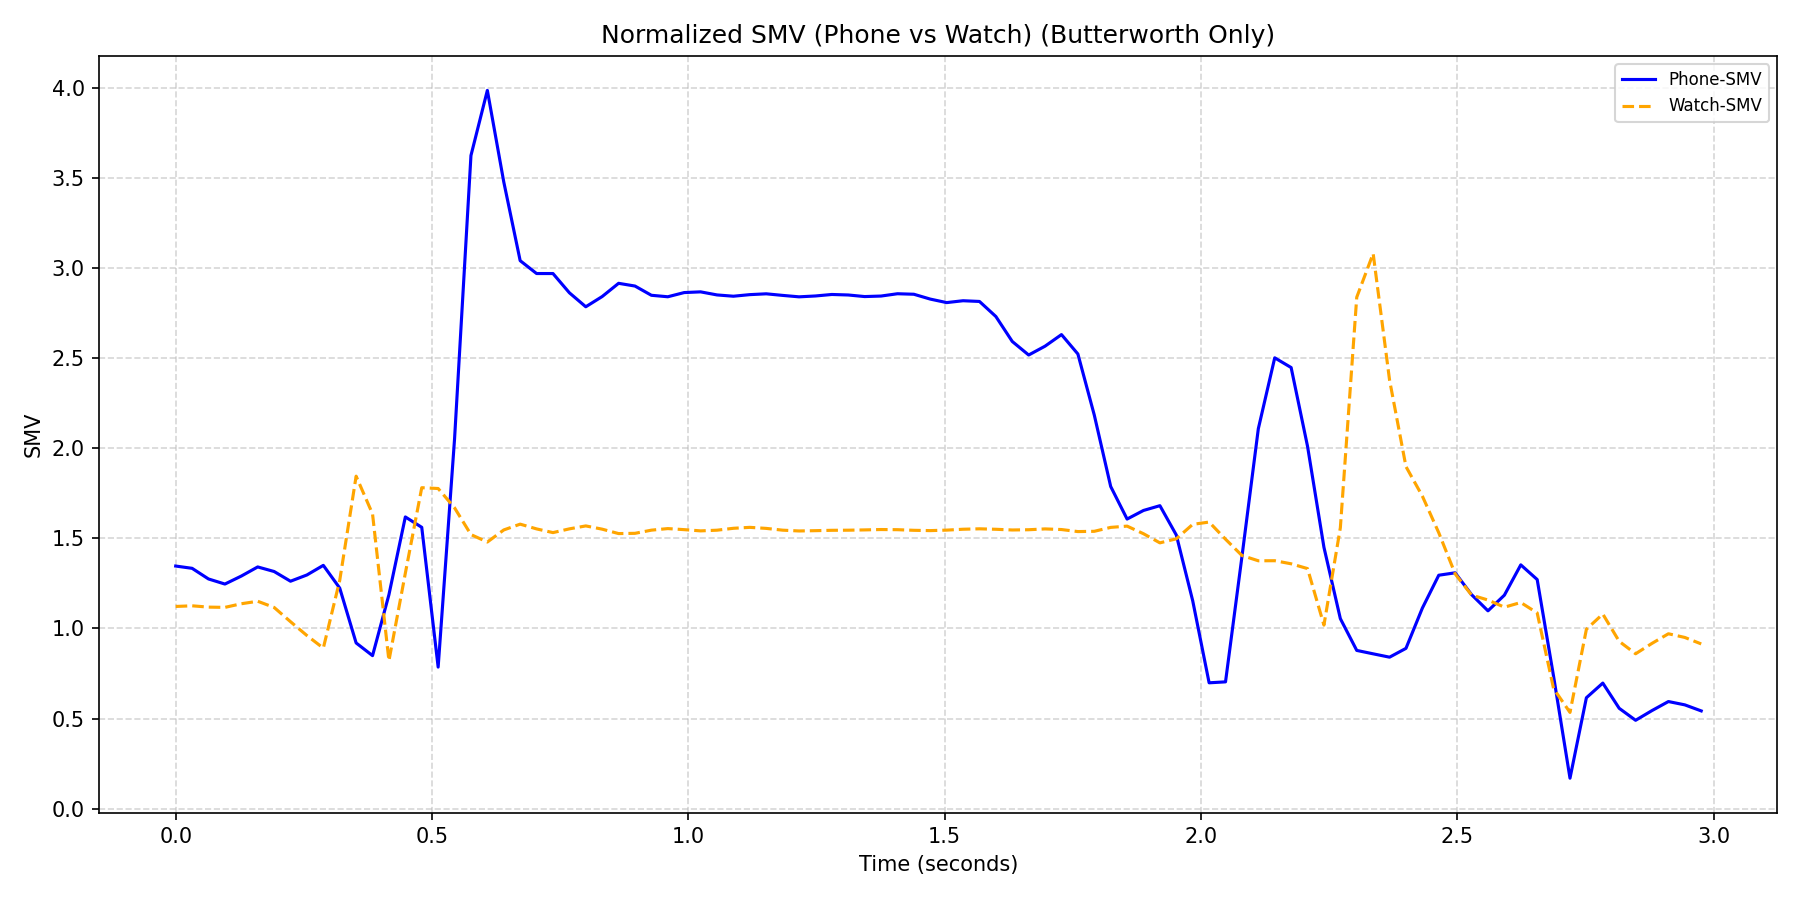 Normalized SMV (Phone vs Watch) (Butterworth Only)
Phone-SMV
Watch-SMV
SMV
4.0
3.5
3.0
2.5
2.0
1.5
1.0
0.5
0.0
0.0 0.5 1.0 1.5 2.0 2.5 3.0
Time (seconds)